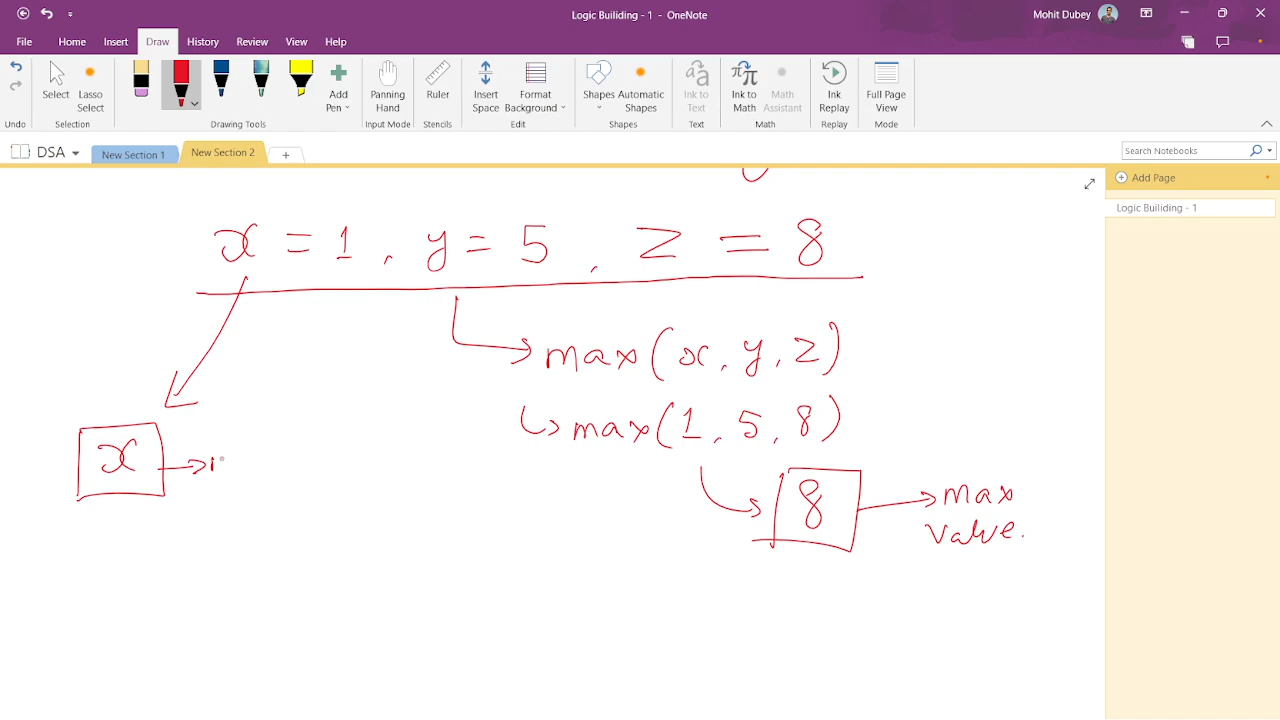 Logic Builiding - 1 - OneNote
Mohit Dubey
File Home Insert Draw History Review View Help
Select
Lasso Select
Add Pen
Panning Hand
Ruler
Insert Space
Format Background
Shapes
Automatic Shapes
Ink to Text
Ink to Math
Math Assistant
Ink Replay
Full Page View
Undo Selection Drawing Tools Input Mode Stencils Edit Shapes Text Math Replay Mode
DSA New Section 1 New Section 2 +
Search Notebooks
Add Page
Logic Builiding - 1
x = 1 , y = 5 , z = 8
max(x, y, z)
max(1, 5, 8)
x
8
max
value.